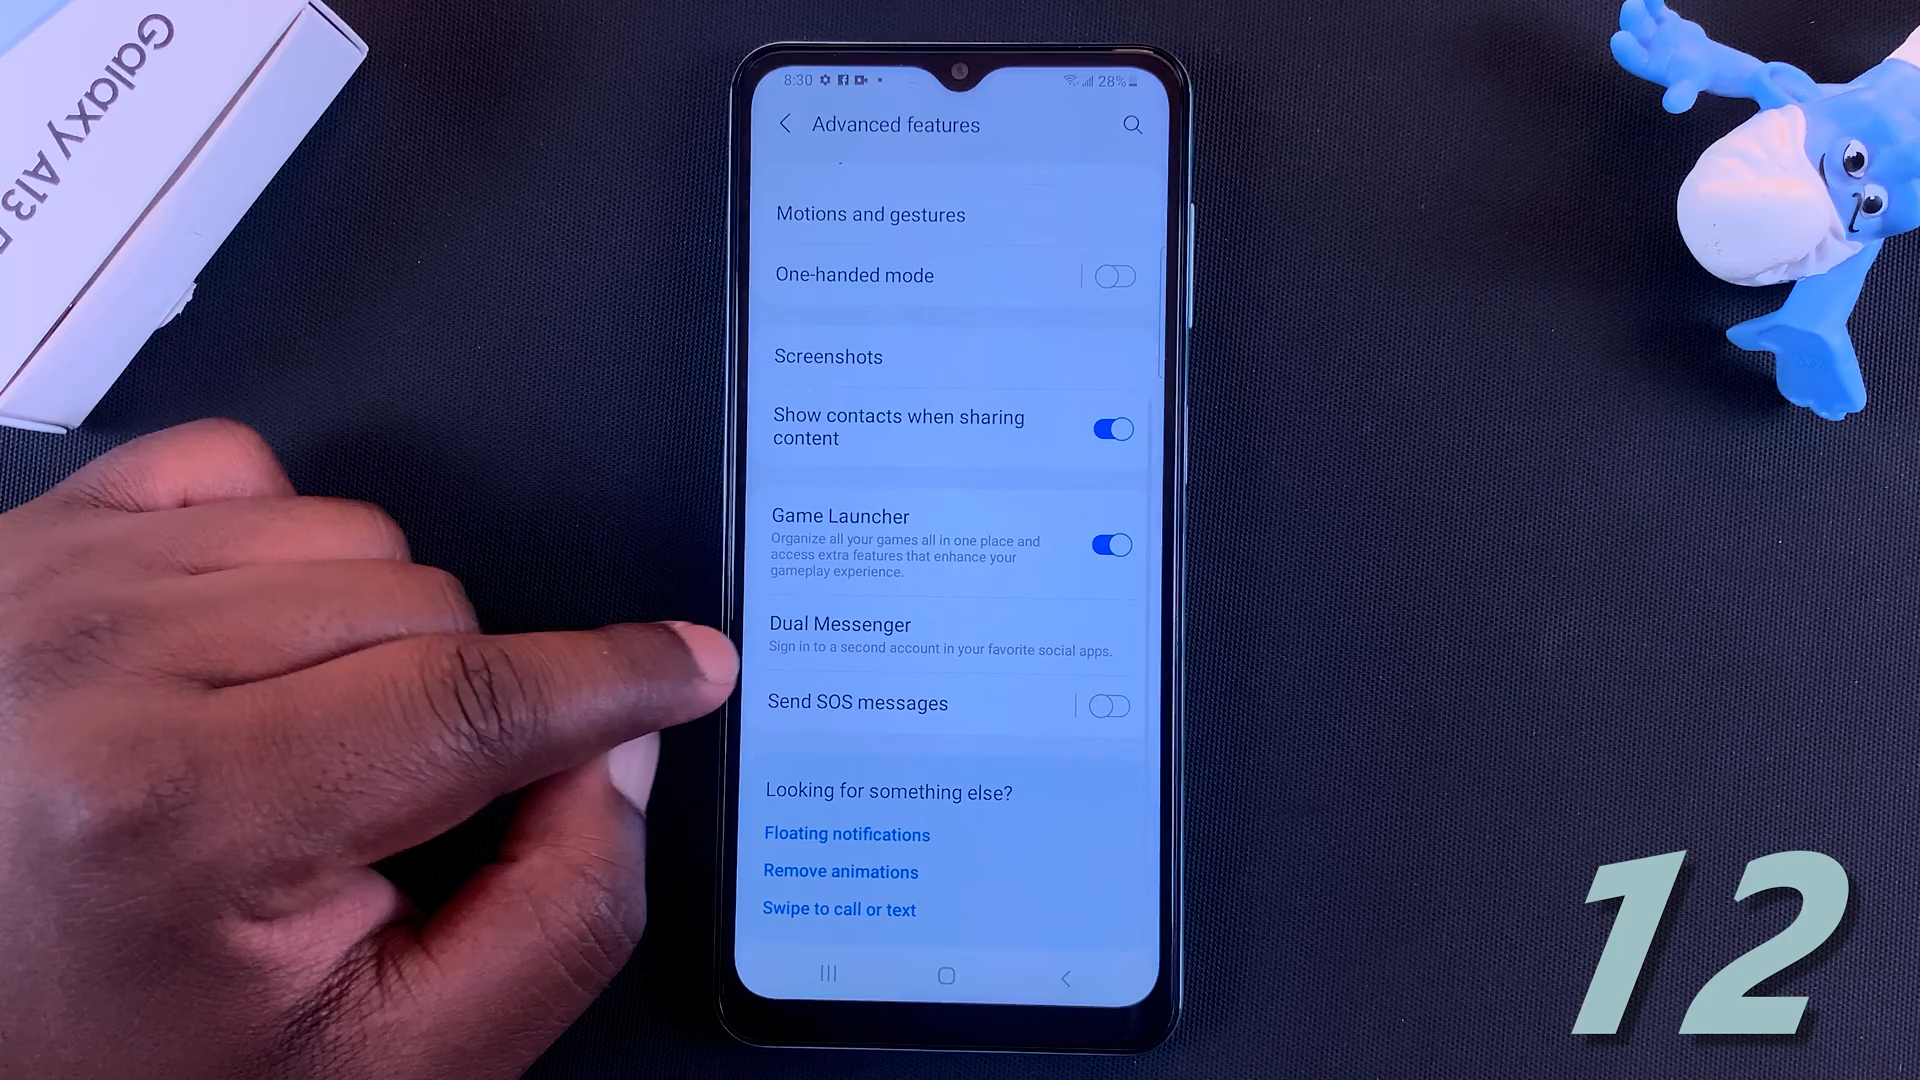 Galaxy A13
8:30
28%
Advanced features
Motions and gestures
One-handed mode
Screenshots
Show contacts when sharing
content
Game Launcher
Organize all your games all in one place and
access extra features that enhance your
gameplay experience.
Dual Messenger
Sign in to a second account in your favorite social apps.
Send SOS messages
Looking for something else?
Floating notifications
Remove animations
Swipe to call or text
12